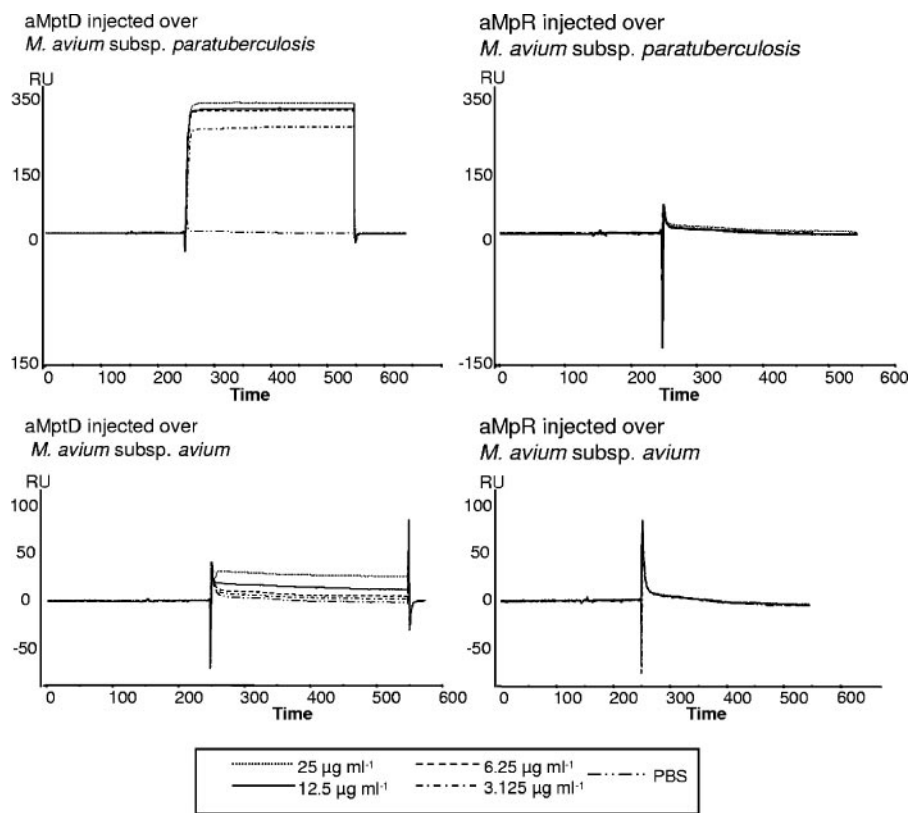 aMptD injected over
M. avium subsp. paratuberculosis
RU
350
150
0
150
0 100 200 300 400 500 600
Time
aMpR injected over
M. avium subsp. paratuberculosis
RU
350
150
0
-150
0 100 200 300 400 500 600
Time
aMptD injected over
M. avium subsp. avium
RU
100
50
0
-50
0 100 200 300 400 500 600
Time
aMpR injected over
M. avium subsp. avium
RU
100
50
0
-50
0 100 200 300 400 500 600
Time
25 µg ml⁻¹ 6.25 µg ml⁻¹ PBS
12.5 µg ml⁻¹ 3.125 µg ml⁻¹